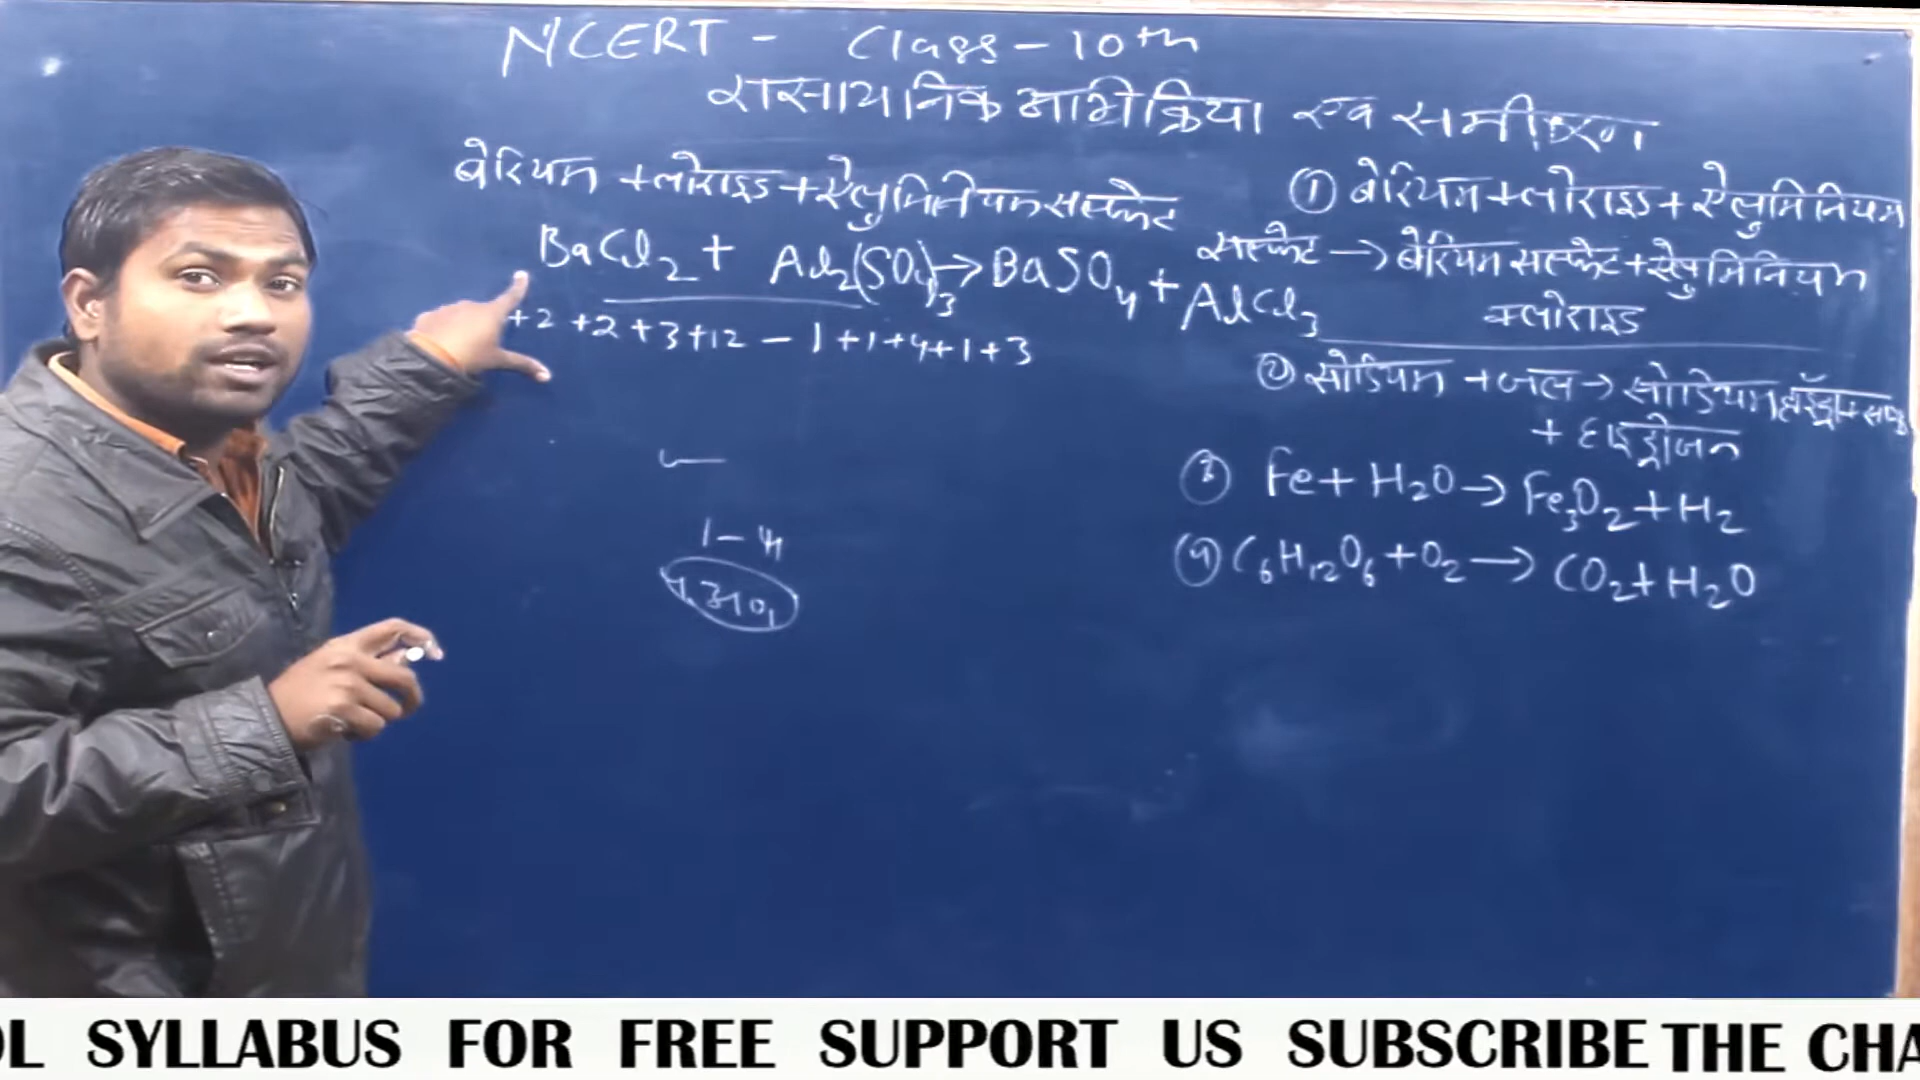 NCERT - Class - 10th
रासायनिक अभिक्रिया एवं समीकरण
बेरियम क्लोराइड + ऐलुमिनियम सल्फेट
BaCl₂ + Al₂(SO₄)₃ → BaSO₄ + AlCl₃
+2 +2 +3 +12 - 1 +1 +4 +1 +3
1 - 4
① बेरियम क्लोराइड + ऐलुमिनियम
सल्फेट → बेरियम सल्फेट + ऐलुमिनियम
क्लोराइड
② सोडियम + जल → सोडियम हॉइड्रॉक्साइड
+ हाइड्रोजन
③ Fe + H₂O → Fe₃O₂ + H₂
④ C₆H₁₂O₆ + O₂ → CO₂ + H₂O
SYLLABUS FOR FREE SUPPORT US SUBSCRIBE THE